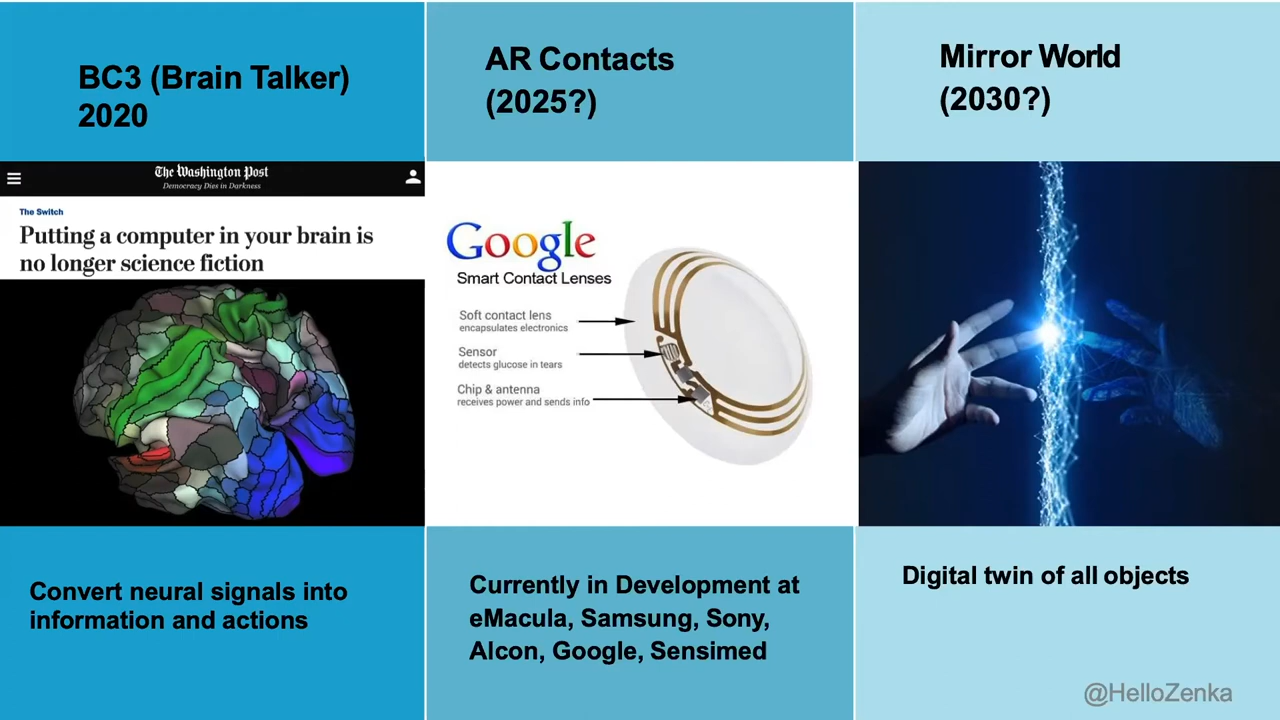 BC3 (Brain Talker)
2020
The Washington Post
Democracy Dies in Darkness
The Switch
Putting a computer in your brain is
no longer science fiction
Convert neural signals into
information and actions
AR Contacts
(2025?)
Google
Smart Contact Lenses
Soft contact lens
encapsulates electronics
Sensor
detects glucose in tears
Chip & antenna
receives power and sends info
Currently in Development at
eMacula, Samsung, Sony,
Alcon, Google, Sensimed
Mirror World
(2030?)
Digital twin of all objects
@HelloZenka